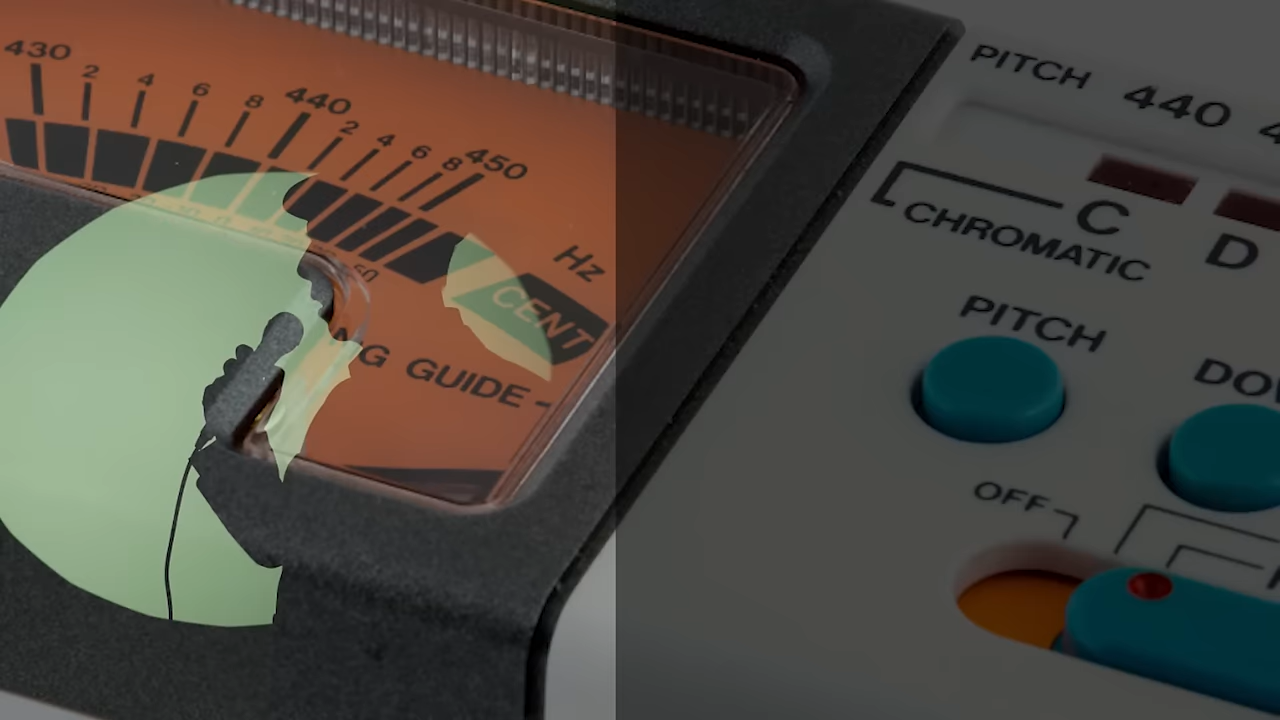 430 2 4 6 8 440 2 4 6 8 450
Hz
50
CENT
GUIDE -
PITCH 440
C D
CHROMATIC
PITCH
OFF